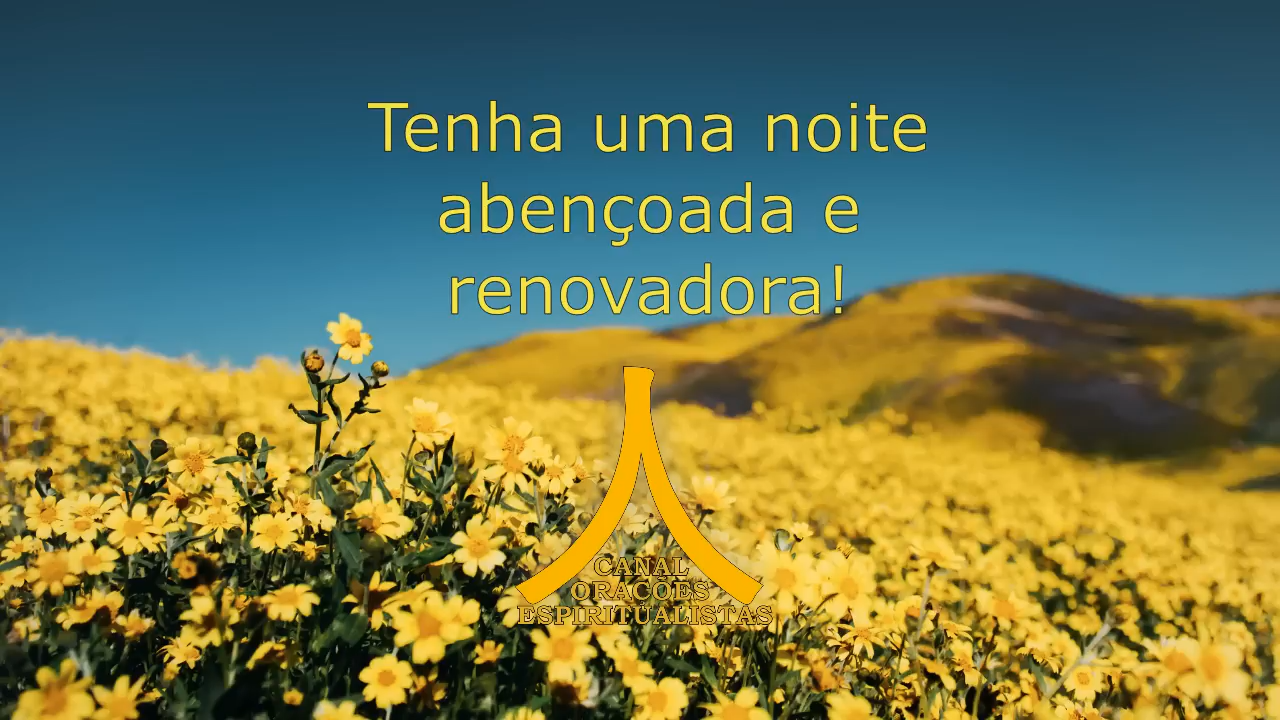 Tenha uma noite
abençoada e
renovadora!
CANAL
ORAÇÕES
ESPIRITUALISTAS